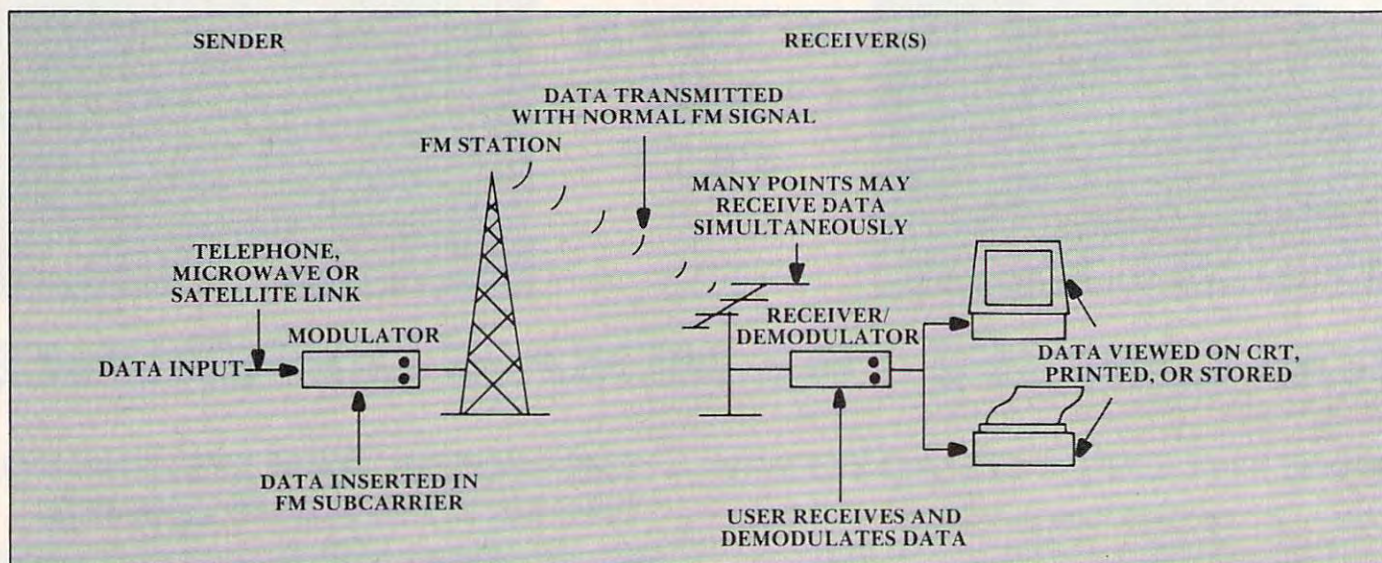 SENDER
RECEIVER(S)
DATA TRANSMITTED
WITH NORMAL FM SIGNAL
FM STATION
MANY POINTS MAY
RECEIVE DATA
SIMULTANEOUSLY
TELEPHONE,
MICROWAVE OR
SATELLITE LINK
MODULATOR
DATA INPUT
DATA INSERTED IN
FM SUBCARRIER
RECEIVER/
DEMODULATOR
DATA VIEWED ON CRT,
PRINTED, OR STORED
USER RECEIVES AND
DEMODULATES DATA